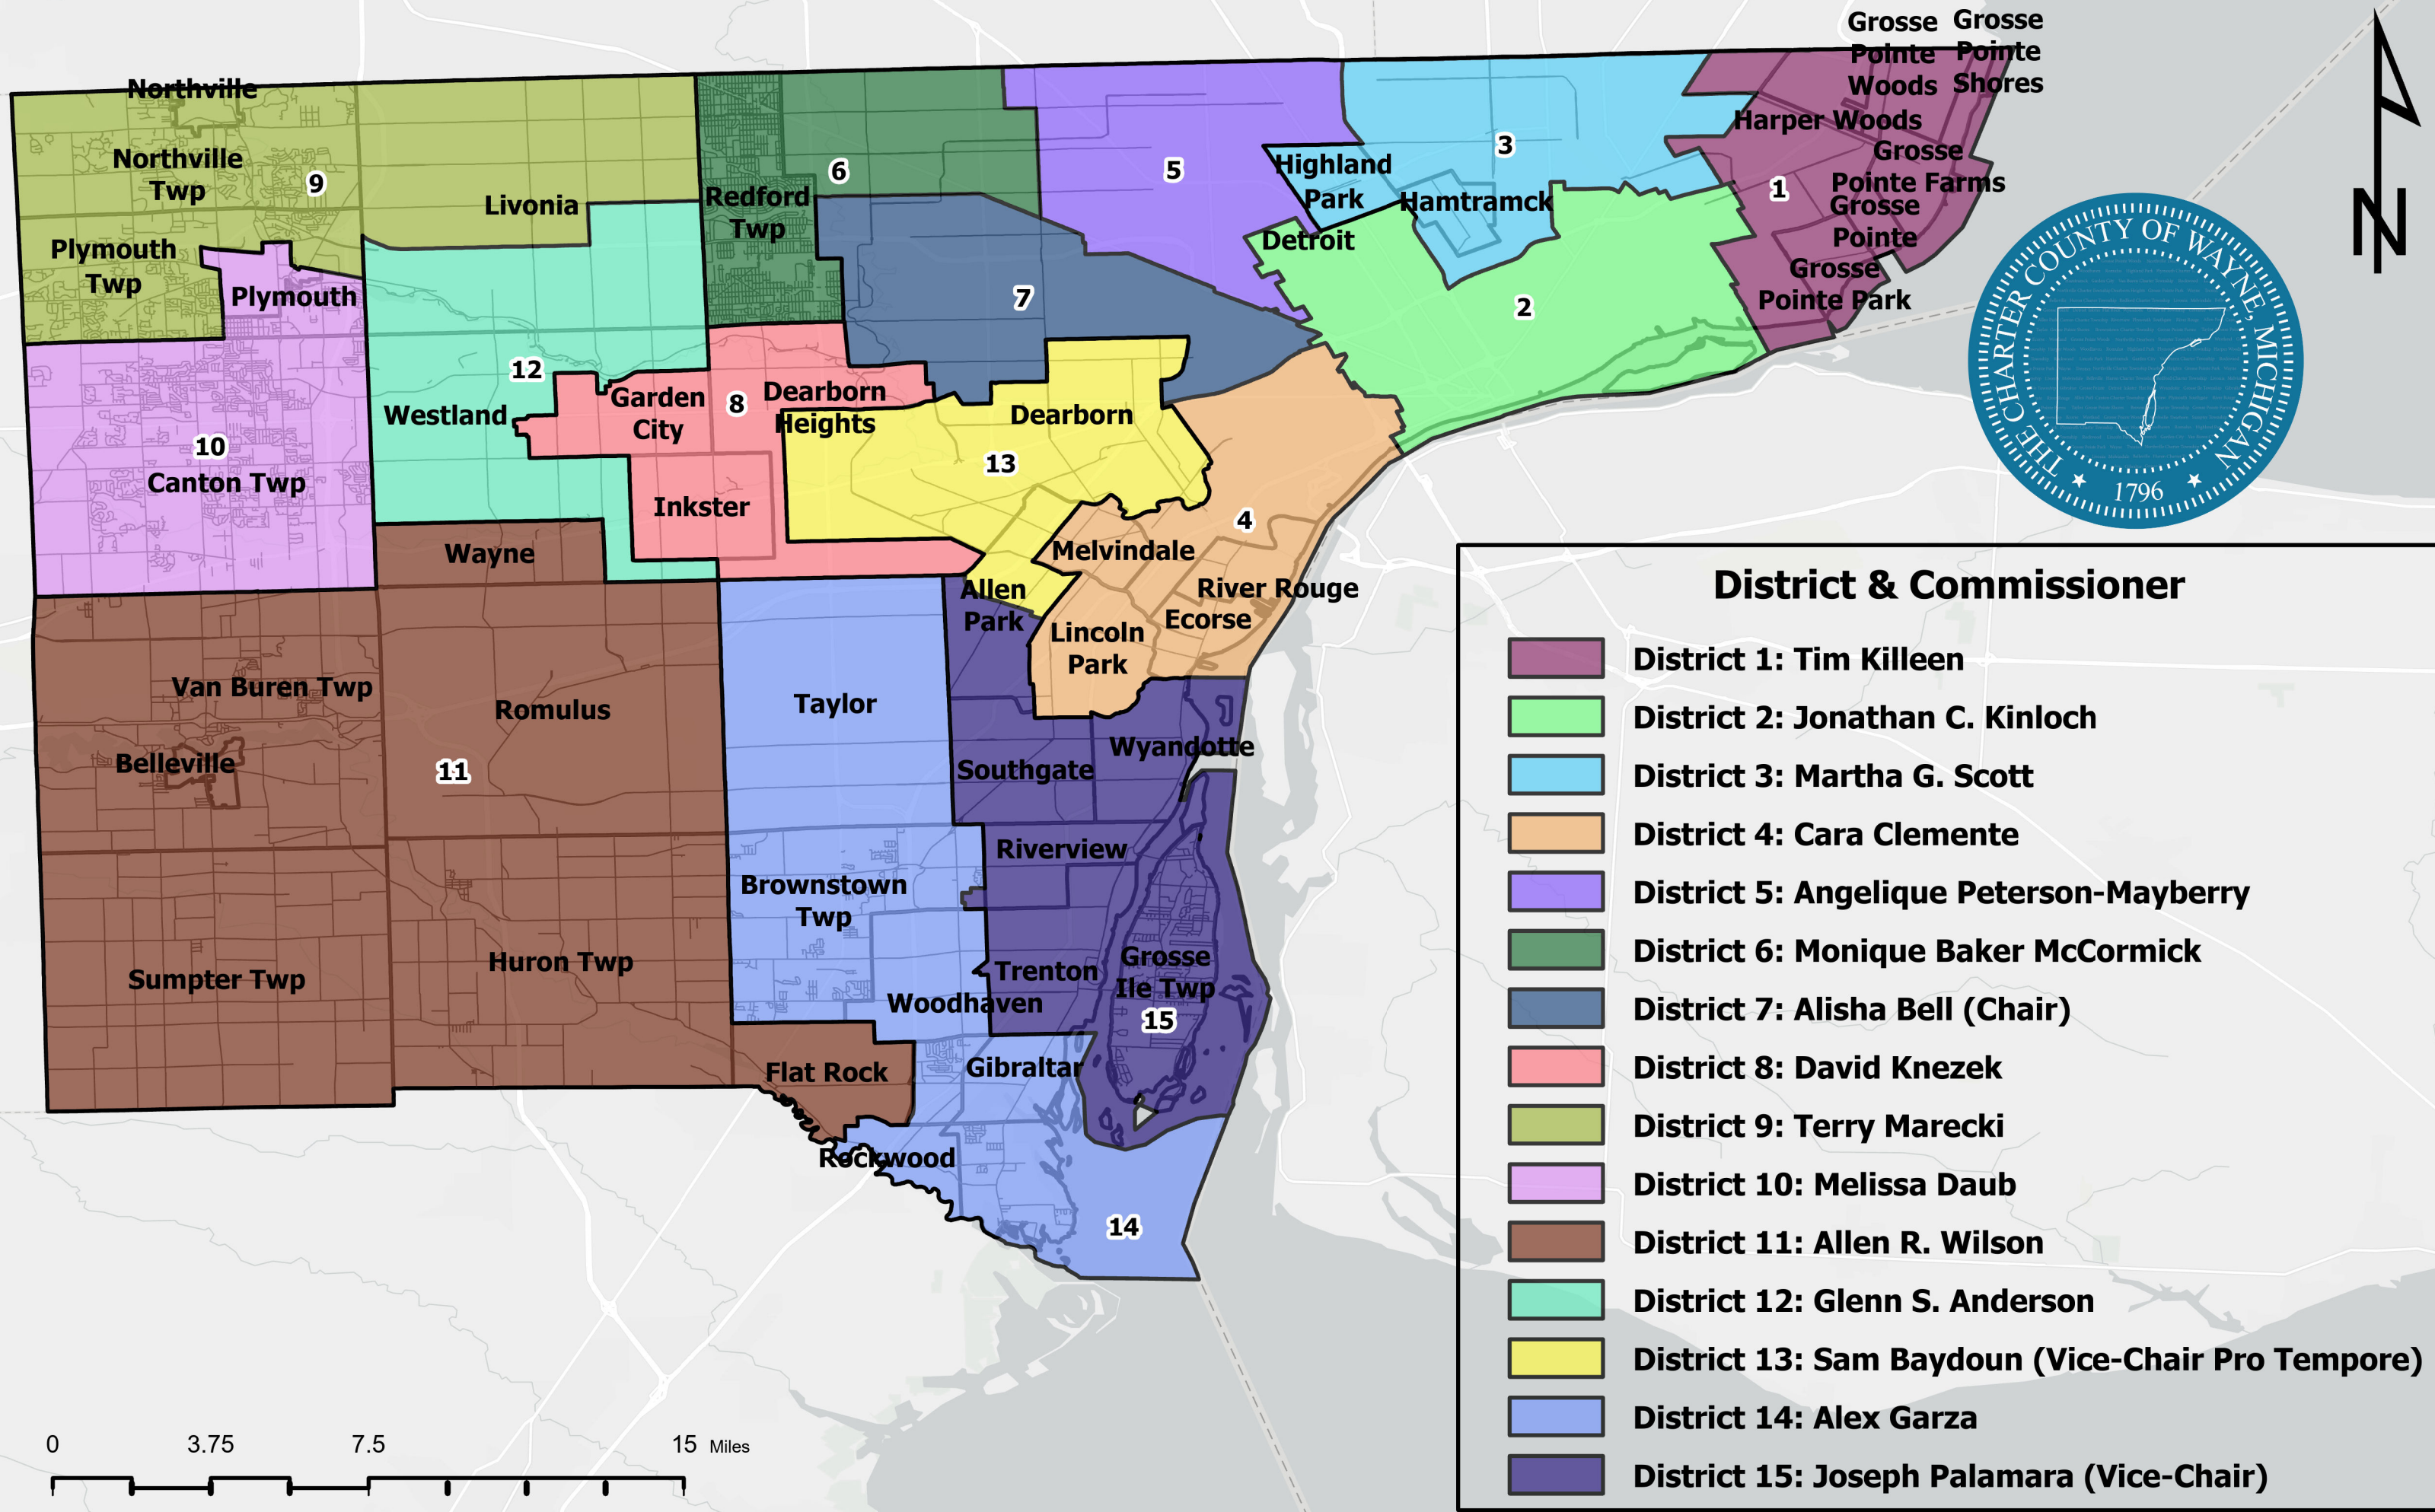 Grosse
Pointe
Woods
Grosse
Pointe
Shores
Northville
Harper Woods
Northville
Twp
9
Livonia
Redford
Twp
6
5
Highland
Park
3
Hamtramck
Detroit
1
Grosse
Pointe Farms
Grosse
Pointe
Grosse
Pointe Park
Plymouth
Twp
Plymouth
7
2
12
Westland
Garden
City
8
Dearborn
Heights
Dearborn
13
10
Canton Twp
Inkster
4
Wayne
Melvindale
River Rouge
Ecorse
Allen
Park
Lincoln
Park
Van Buren Twp
Romulus
Taylor
Belleville
11
Southgate
Wyandotte
Riverview
Brownstown
Twp
Sumpter Twp
Huron Twp
Trenton
Grosse
Ile Twp
15
Woodhaven
Flat Rock
Gibraltar
Rockwood
14
N
THE CHARTER COUNTY OF WAYNE, MICHIGAN
1796
District & Commissioner
District 1: Tim Killeen
District 2: Jonathan C. Kinloch
District 3: Martha G. Scott
District 4: Cara Clemente
District 5: Angelique Peterson-Mayberry
District 6: Monique Baker McCormick
District 7: Alisha Bell (Chair)
District 8: David Knezek
District 9: Terry Marecki
District 10: Melissa Daub
District 11: Allen R. Wilson
District 12: Glenn S. Anderson
District 13: Sam Baydoun (Vice-Chair Pro Tempore)
District 14: Alex Garza
District 15: Joseph Palamara (Vice-Chair)
0 3.75 7.5 15 Miles